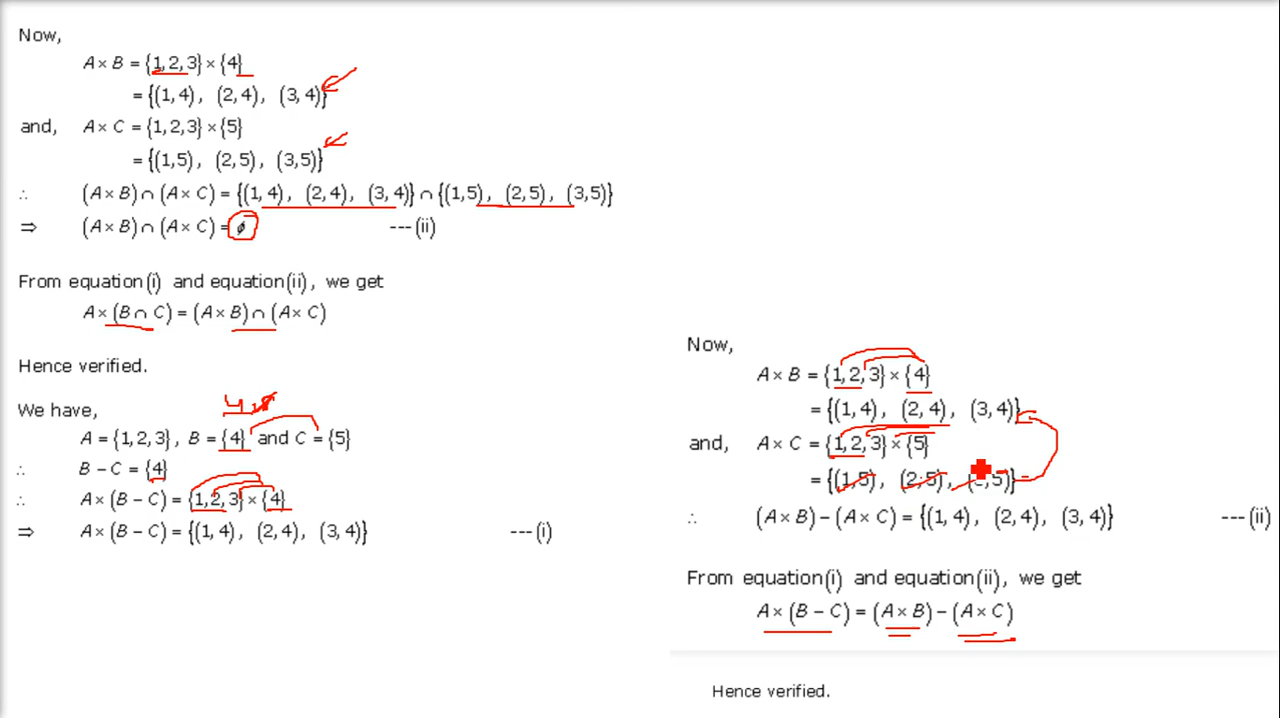 Now,
A × B = {1, 2, 3} × {4}
= {(1, 4), (2, 4), (3, 4)}
and, A × C = {1, 2, 3} × {5}
= {(1, 5), (2, 5), (3, 5)}
∴ (A × B) ∩ (A × C) = {(1, 4), (2, 4), (3, 4)} ∩ {(1, 5), (2, 5), (3, 5)}
⇒ (A × B) ∩ (A × C) = ϕ ---(ii)
From equation(i) and equation(ii), we get
A × (B ∩ C) = (A × B) ∩ (A × C)
Hence verified.
We have,
A = {1, 2, 3}, B = {4} and C = {5}
∴ B − C = {4}
∴ A × (B − C) = {1, 2, 3} × {4}
⇒ A × (B − C) = {(1, 4), (2, 4), (3, 4)} ---(i)
Now,
A × B = {1, 2, 3} × {4}
= {(1, 4), (2, 4), (3, 4)}
and, A × C = {1, 2, 3} × {5}
= {(1, 5), (2, 5), ( , 5)}
∴ (A × B) − (A × C) = {(1, 4), (2, 4), (3, 4)} ---(ii)
From equation(i) and equation(ii), we get
A × (B − C) = (A × B) − (A × C)
Hence verified.